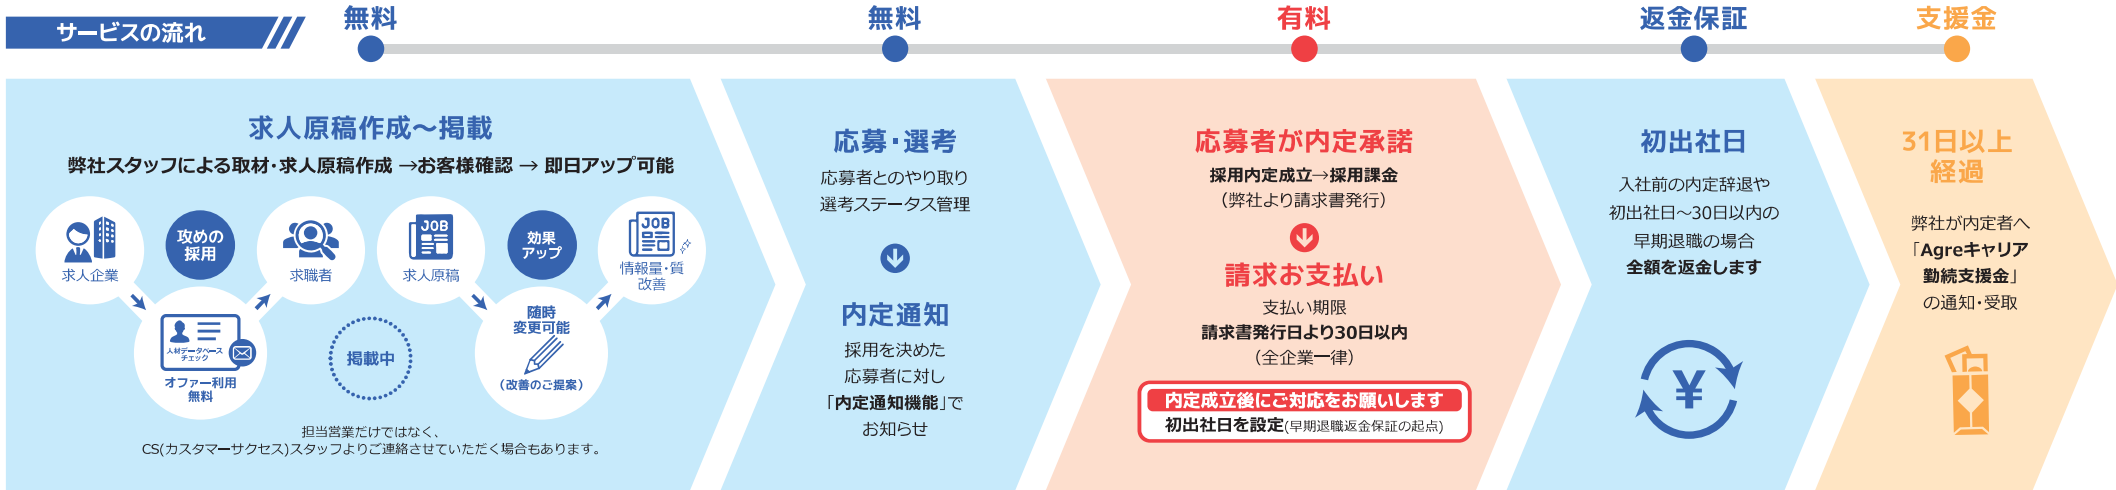 サービスの流れ
無料
無料
有料
返金保証
支援金
求人原稿作成〜掲載
弊社スタッフによる取材・求人原稿作成 →お客様確認 → 即日アップ可能
求人企業
攻めの
採用
求職者
人材データベース
チェック
オファー利用
無料
掲載中
JOB
求人原稿
効果
アップ
JOB
情報量・質
改善
随時
変更可能
(改善のご提案)
担当営業だけではなく、
CS(カスタマーサクセス)スタッフよりご連絡させていただく場合もあります。
応募・選考
応募者とのやり取り
選考ステータス管理
内定通知
採用を決めた
応募者に対し
「内定通知機能」で
お知らせ
応募者が内定承諾
採用内定成立→採用課金
(弊社より請求書発行)
請求お支払い
支払い期限
請求書発行日より30日以内
(全企業一律)
内定成立後にご対応をお願いします
初出社日を設定(早期退職返金保証の起点)
初出社日
入社前の内定辞退や
初出社日〜30日以内の
早期退職の場合
全額を返金します
¥
31日以上
経過
弊社が内定者へ
「Agreキャリア
勤続支援金」
の通知・受取